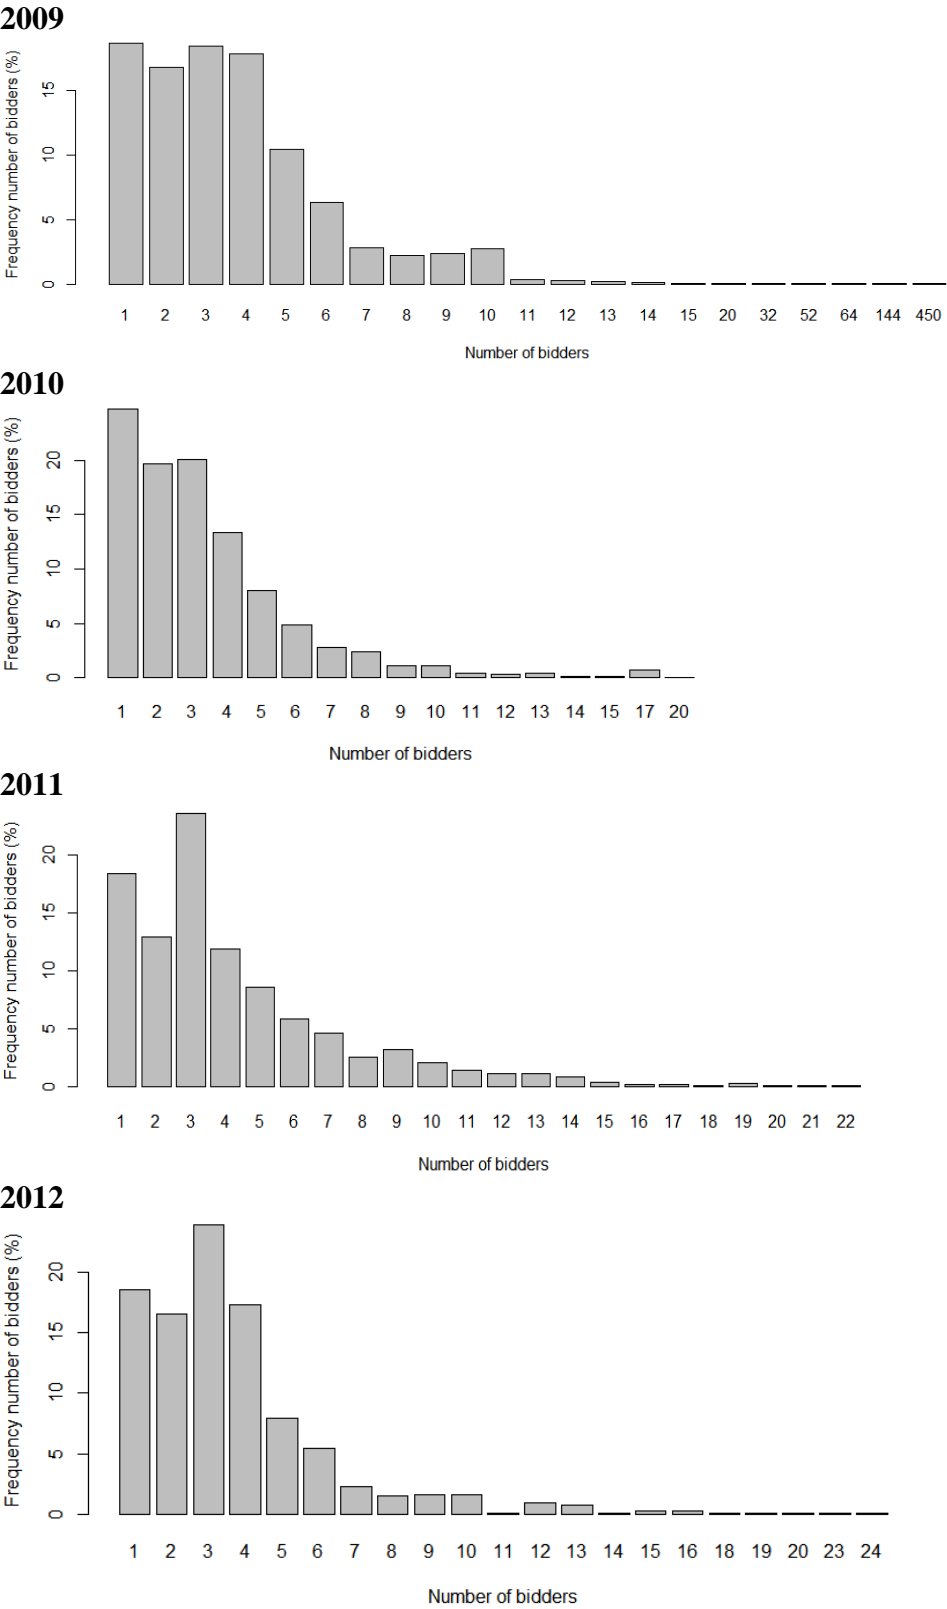 2009
Frequency number of bidders (%)
15
10
5
0
1 2 3 4 5 6 7 8 9 10 11 12 13 14 15 20 32 52 64 144 450
Number of bidders
2010
Frequency number of bidders (%)
20
15
10
5
0
1 2 3 4 5 6 7 8 9 10 11 12 13 14 15 17 20
Number of bidders
2011
Frequency number of bidders (%)
20
15
10
5
0
1 2 3 4 5 6 7 8 9 10 11 12 13 14 15 16 17 18 19 20 21 22
Number of bidders
2012
Frequency number of bidders (%)
20
15
10
5
0
1 2 3 4 5 6 7 8 9 10 11 12 13 14 15 16 18 19 20 23 24
Number of bidders